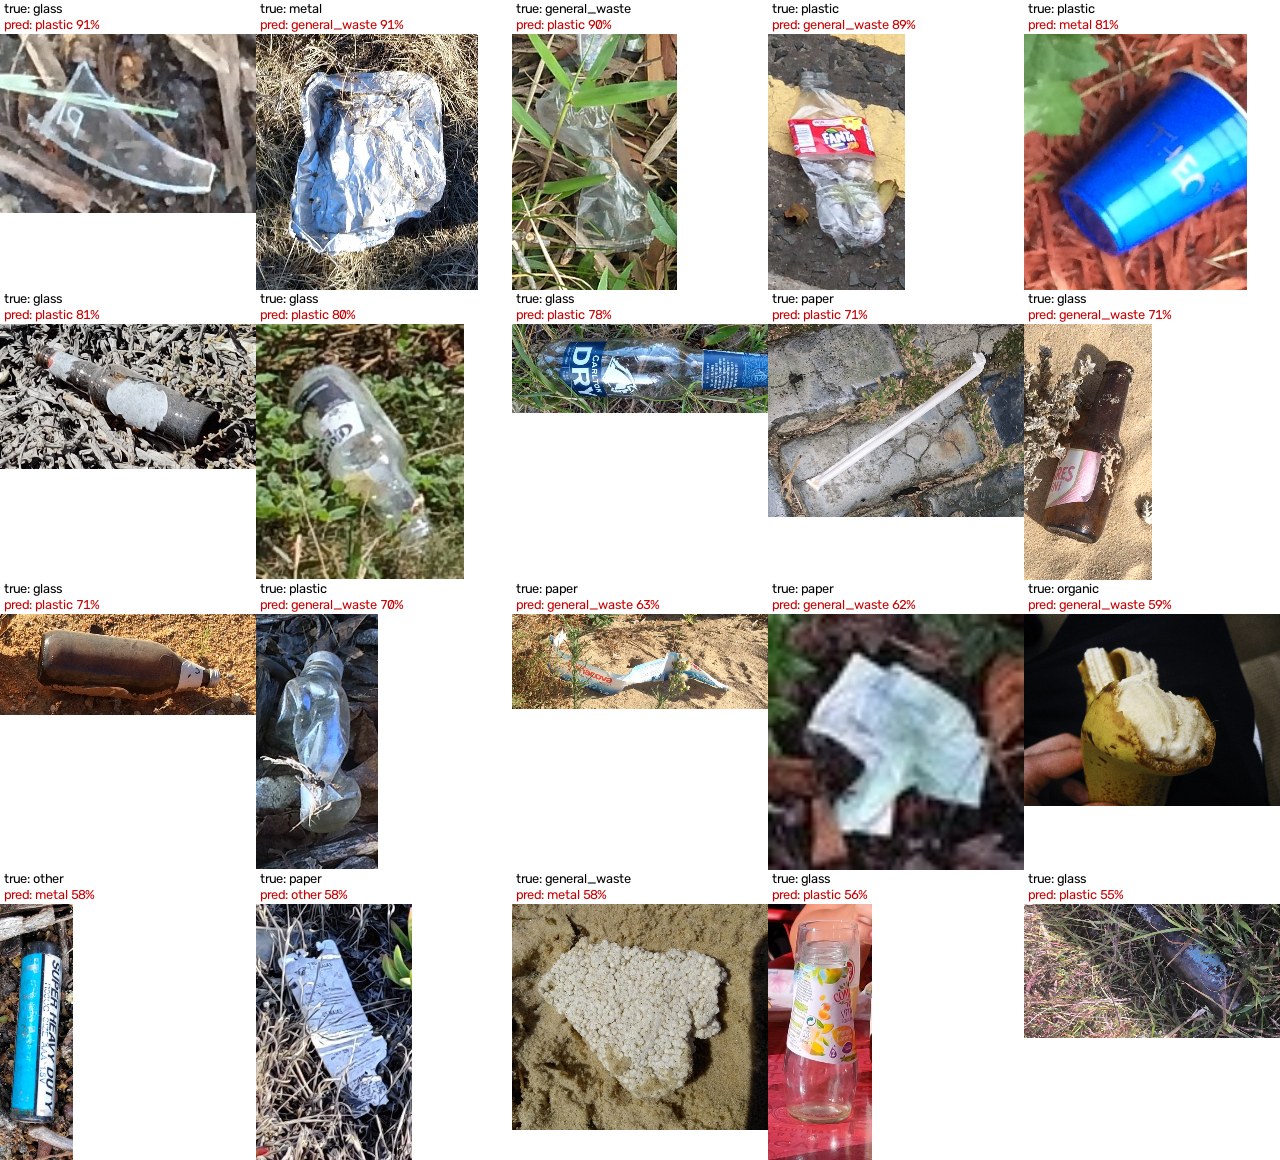 true: glass
pred: plastic 91%
true: metal
pred: general_waste 91%
true: general_waste
pred: plastic 90%
true: plastic
pred: general_waste 89%
true: plastic
pred: metal 81%
FANTA
true: glass
pred: plastic 81%
true: glass
pred: plastic 80%
true: glass
pred: plastic 78%
true: paper
pred: plastic 71%
true: glass
pred: general_waste 71%
CARLTON
DRY
RES
true: glass
pred: plastic 71%
true: plastic
pred: general_waste 70%
true: paper
pred: general_waste 63%
true: paper
pred: general_waste 62%
true: organic
pred: general_waste 59%
true: other
pred: metal 58%
true: paper
pred: other 58%
true: general_waste
pred: metal 58%
true: glass
pred: plastic 56%
true: glass
pred: plastic 55%
SUPER HEAVY DUTY